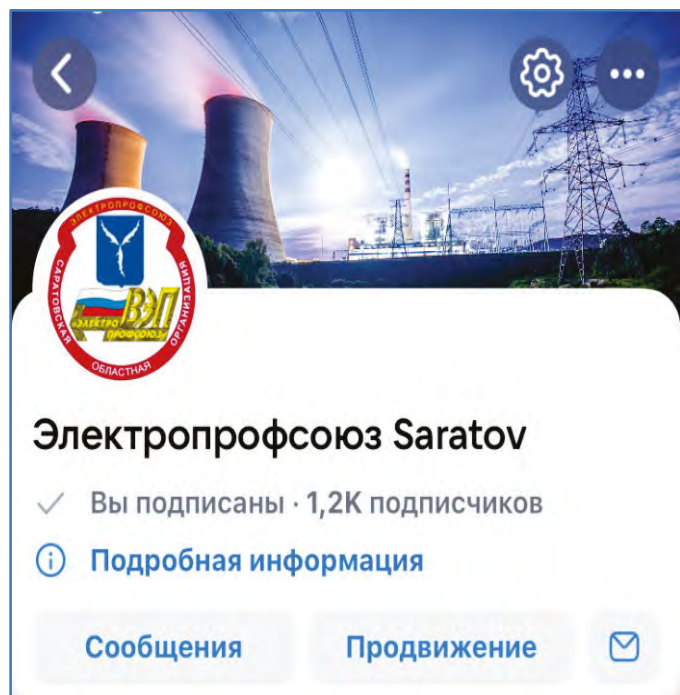 ЭЛЕКТРОПРОФСОЮЗ
САРАТОВСКАЯ
ОБЛАСТНАЯ
ОРГАНИЗАЦИЯ
ВЭП
«ЭЛЕКТРО
ПРОФСОЮЗ»
Электропрофсоюз Saratov
Вы подписаны · 1,2K подписчиков
Подробная информация
Сообщения Продвижение